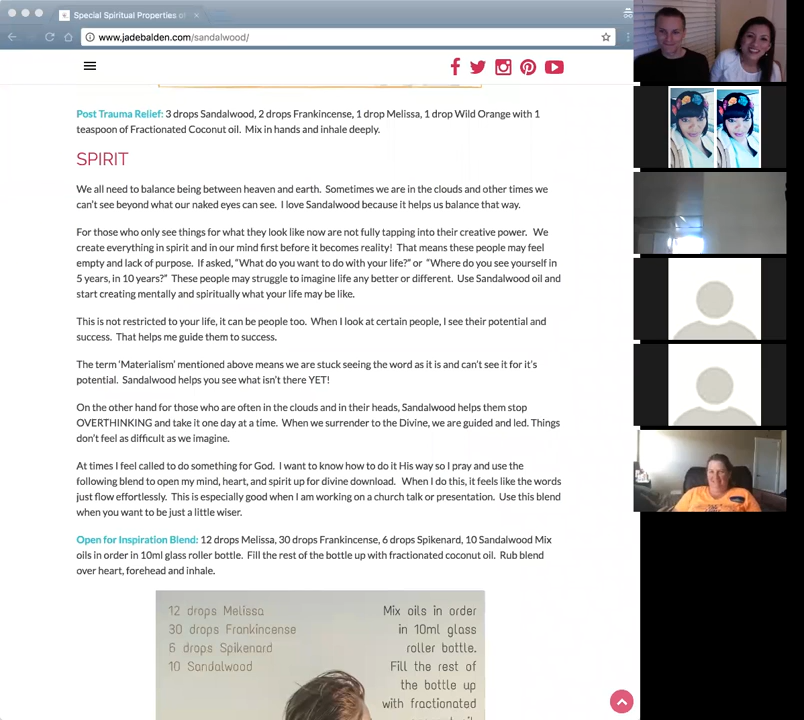 Special Spiritual Properties of
www.jadebalden.com/sandalwood/
Post Trauma Relief: 3 drops Sandalwood, 2 drops Frankincense, 1 drop Melissa, 1 drop Wild Orange with 1
teaspoon of Fractionated Coconut oil. Mix in hands and inhale deeply.
SPIRIT
We all need to balance being between heaven and earth. Sometimes we are in the clouds and other times we
can't see beyond what our naked eyes can see. I love Sandalwood because it helps us balance that way.
For those who only see things for what they look like now are not fully tapping into their creative power. We
create everything in spirit and in our mind first before it becomes reality! That means these people may feel
empty and lack of purpose. If asked, "What do you want to do with your life?" or "Where do you see yourself in
5 years, in 10 years?" These people may struggle to imagine life any better or different. Use Sandalwood oil and
start creating mentally and spiritually what your life may be like.
This is not restricted to your life, it can be people too. When I look at certain people, I see their potential and
success. That helps me guide them to success.
The term 'Materialism' mentioned above means we are stuck seeing the word as it is and can't see it for it's
potential. Sandalwood helps you see what isn't there YET!
On the other hand for those who are often in the clouds and in their heads, Sandalwood helps them stop
OVERTHINKING and take it one day at a time. When we surrender to the Divine, we are guided and led. Things
don't feel as difficult as we imagine.
At times I feel called to do something for God. I want to know how to do it His way so I pray and use the
following blend to open my mind, heart, and spirit up for divine download. When I do this, it feels like the words
just flow effortlessly. This is especially good when I am working on a church talk or presentation. Use this blend
when you want to be just a little wiser.
Open for Inspiration Blend: 12 drops Melissa, 30 drops Frankincense, 6 drops Spikenard, 10 Sandalwood Mix
oils in order in 10ml glass roller bottle. Fill the rest of the bottle up with fractionated coconut oil. Rub blend
over heart, forehead and inhale.
12 drops Melissa
30 drops Frankincense
6 drops Spikenard
10 Sandalwood
Mix oils in order
in 10ml glass
roller bottle.
Fill the rest of
the bottle up
with fractionated